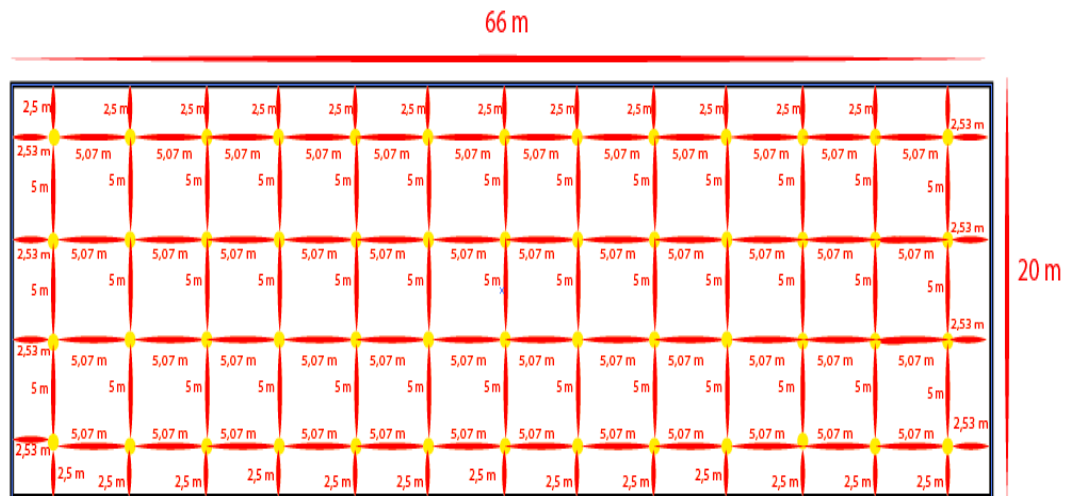 66 m
2,5 m 2,5 m 2,5 m 2,5 m 2,5 m 2,5 m 2,5 m 2,5 m 2,5 m 2,5 m 2,5 m 2,5 m
2,53 m
2,53 m 5,07 m 5,07 m 5,07 m 5,07 m 5,07 m 5,07 m 5,07 m 5,07 m 5,07 m 5,07 m 5,07 m 5,07 m
5 m 5 m 5 m 5 m 5 m 5 m 5 m 5 m 5 m 5 m 5 m 5 m 5 m
2,53 m
2,53 m 5,07 m 5,07 m 5,07 m 5,07 m 5,07 m 5,07 m 5,07 m 5,07 m 5,07 m 5,07 m 5,07 m 5,07 m
5 m 5 m 5 m 5 m 5 m 5 m 5 m 5 m 5 m 5 m 5 m 5 m 5 m
20 m
2,53 m
2,53 m 5,07 m 5,07 m 5,07 m 5,07 m 5,07 m 5,07 m 5,07 m 5,07 m 5,07 m 5,07 m 5,07 m 5,07 m
5 m 5 m 5 m 5 m 5 m 5 m 5 m 5 m 5 m 5 m 5 m 5 m 5 m
2,53 m
5,07 m 5,07 m 5,07 m 5,07 m 5,07 m 5,07 m 5,07 m 5,07 m 5,07 m 5,07 m 5,07 m 5,07 m
2,53 m
2,5 m 2,5 m 2,5 m 2,5 m 2,5 m 2,5 m 2,5 m 2,5 m 2,5 m 2,5 m 2,5 m 2,5 m 2,5 m